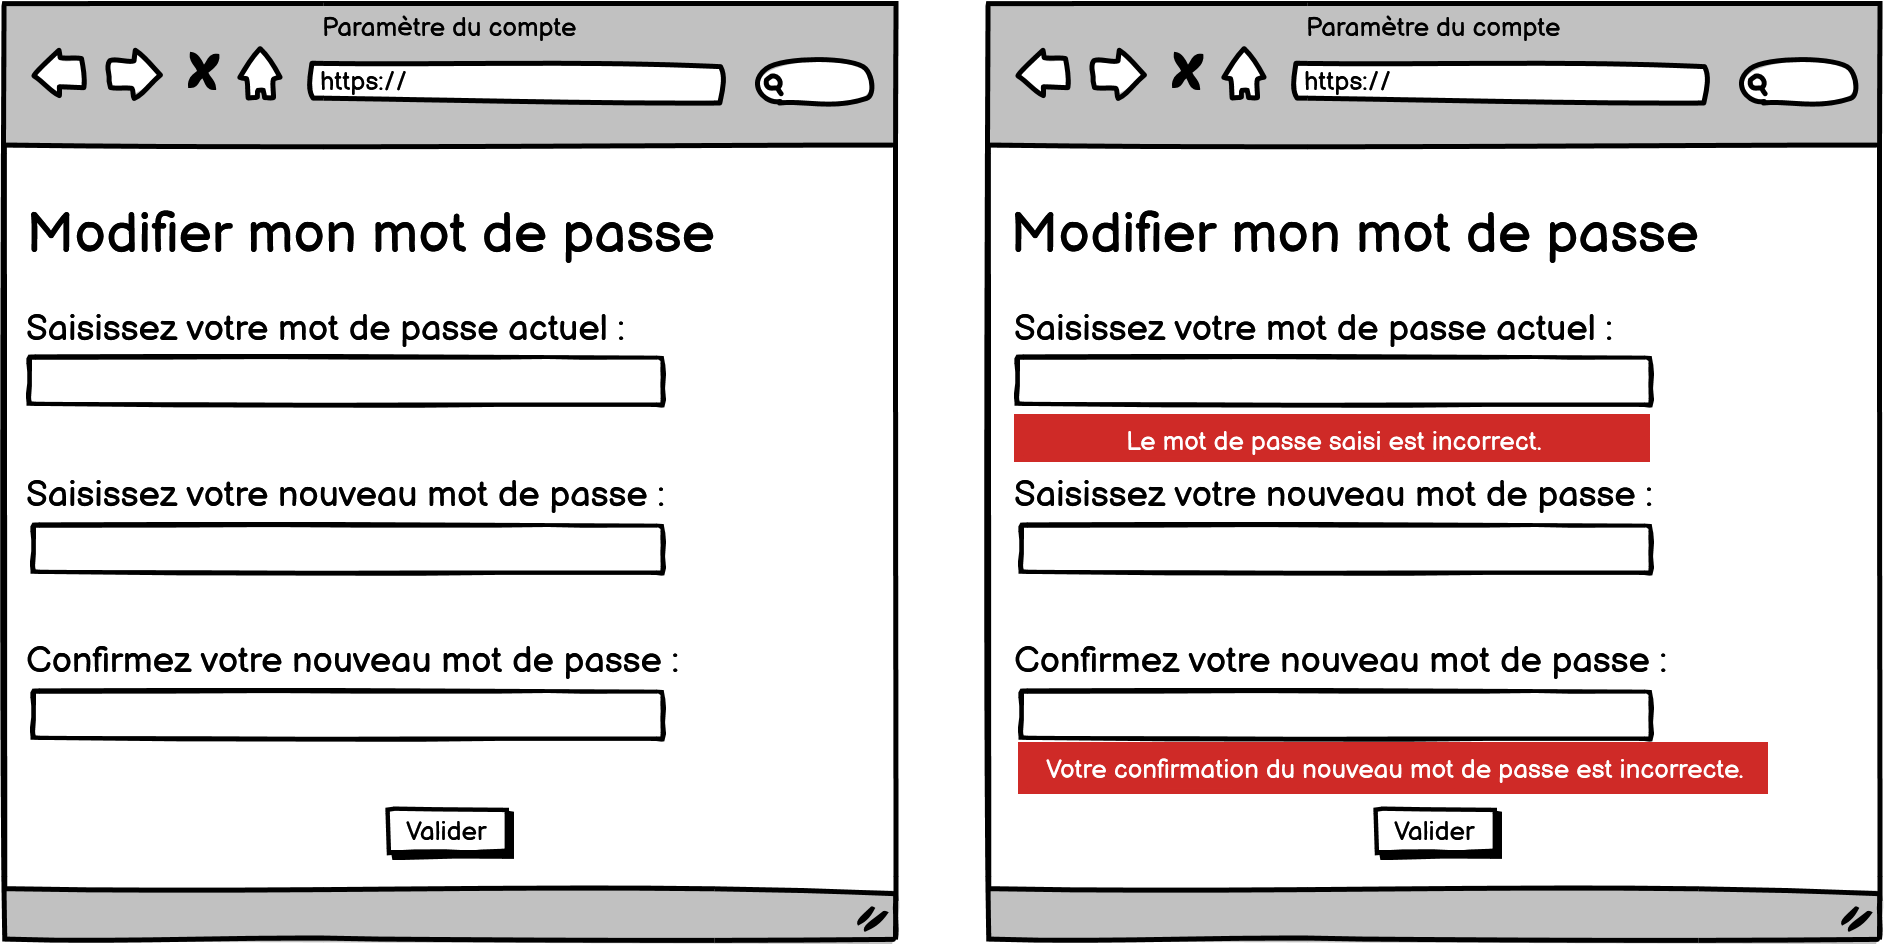 Paramètre du compte
https://
Modifier mon mot de passe
Saisissez votre mot de passe actuel :
Saisissez votre nouveau mot de passe :
Confirmez votre nouveau mot de passe :
Valider
Paramètre du compte
https://
Modifier mon mot de passe
Saisissez votre mot de passe actuel :
Le mot de passe saisi est incorrect.
Saisissez votre nouveau mot de passe :
Confirmez votre nouveau mot de passe :
Votre confirmation du nouveau mot de passe est incorrecte.
Valider